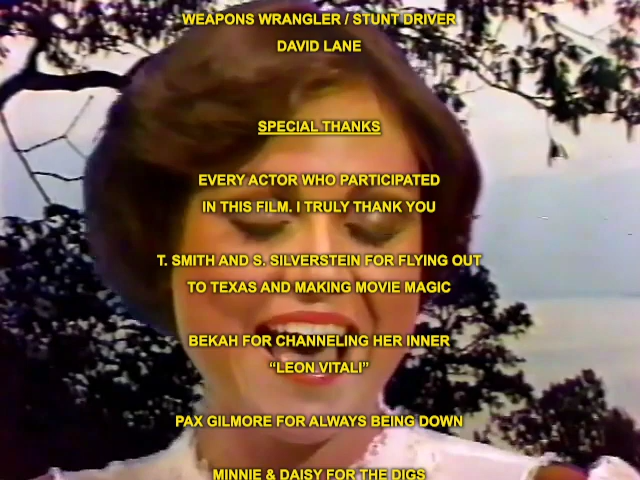 WEAPONS WRANGLER / STUNT DRIVER
DAVID LANE
SPECIAL THANKS
EVERY ACTOR WHO PARTICIPATED
IN THIS FILM. I TRULY THANK YOU
T. SMITH AND S. SILVERSTEIN FOR FLYING OUT
TO TEXAS AND MAKING MOVIE MAGIC
BEKAH FOR CHANNELING HER INNER
“LEON VITALI”
PAX GILMORE FOR ALWAYS BEING DOWN
MINNIE & DAISY FOR THE DIGS